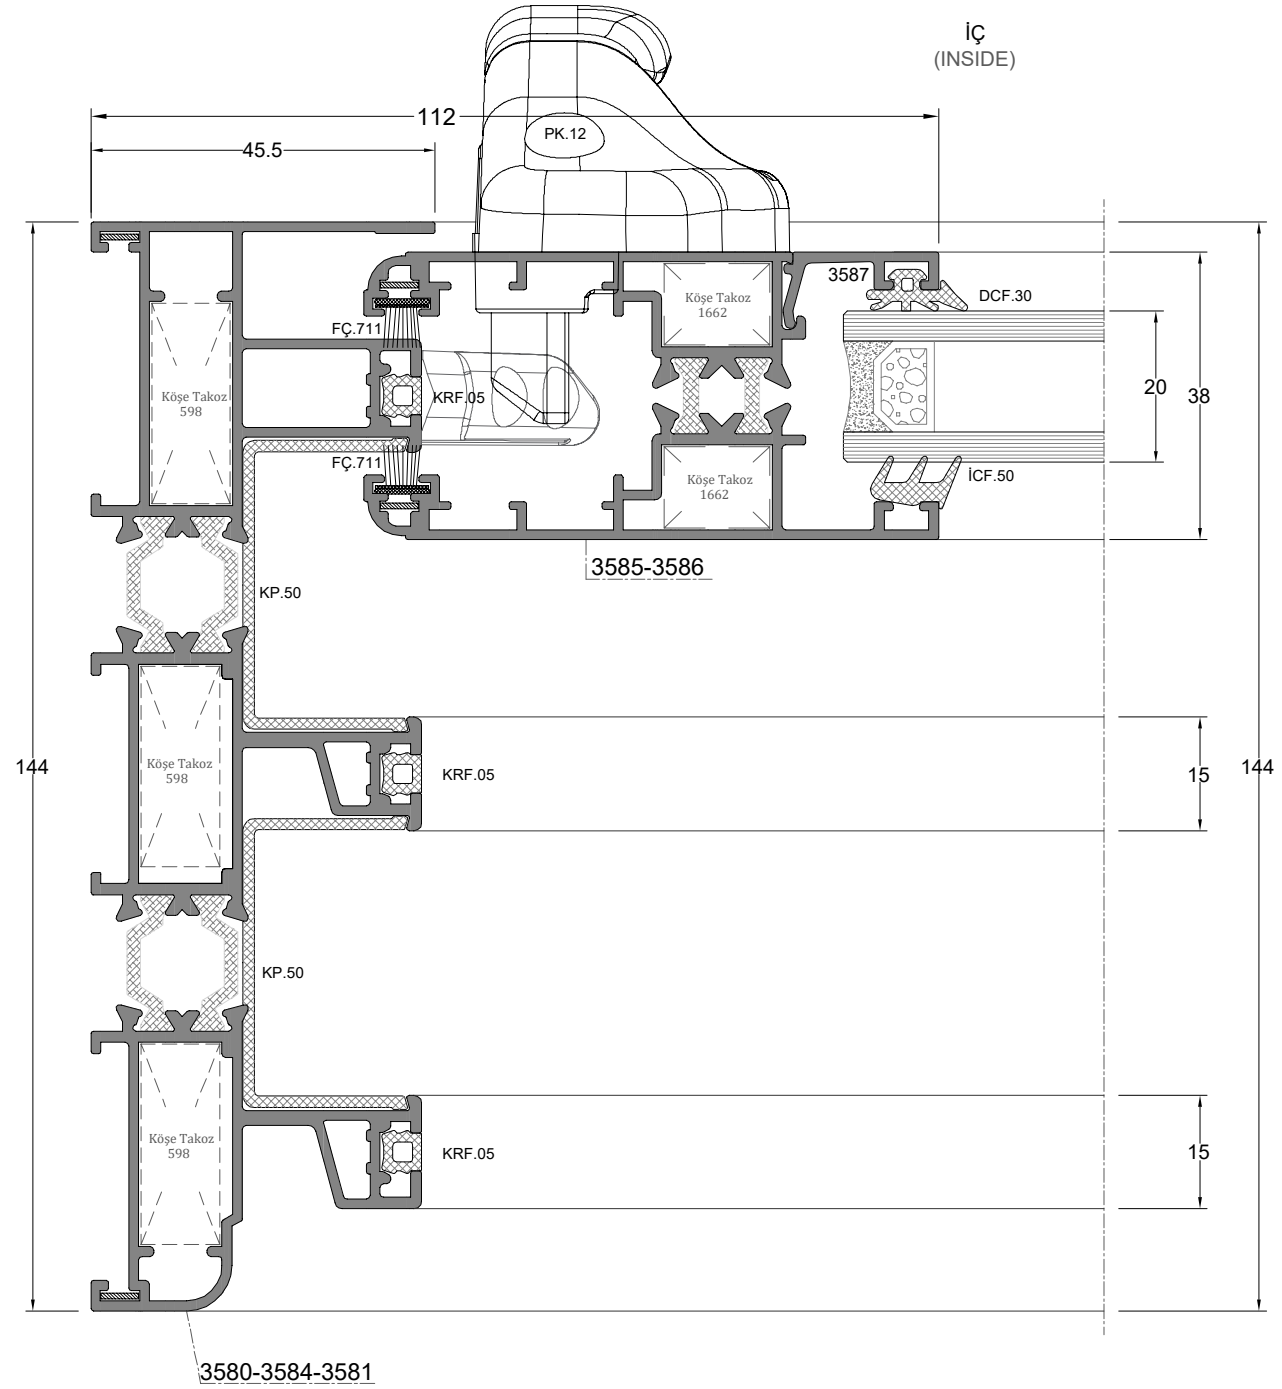 İÇ
(INSIDE)
112
PK.12
45.5
3587
DCF.30
Köşe Takoz
1662
FÇ.711
20
38
KRF.05
Köşe Takoz
598
FÇ.711
Köşe Takoz
1662
İCF.50
3585-3586
KP.50
144
Köşe Takoz
598
KRF.05
15
144
KP.50
Köşe Takoz
598
KRF.05
15
3580-3584-3581